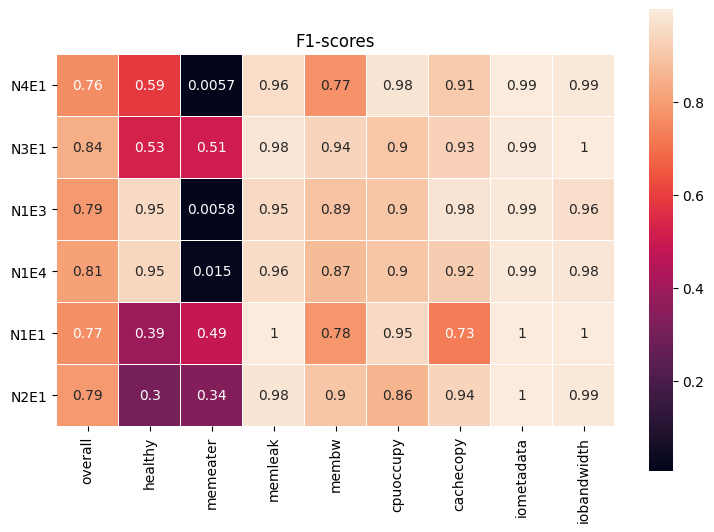 F1-scores
N4E1 0.76 0.59 0.0057 0.96 0.77 0.98 0.91 0.99 0.99
N3E1 0.84 0.53 0.51 0.98 0.94 0.9 0.93 0.99 1
N1E3 0.79 0.95 0.0058 0.95 0.89 0.9 0.98 0.99 0.96
N1E4 0.81 0.95 0.015 0.96 0.87 0.9 0.92 0.99 0.98
N1E1 0.77 0.39 0.49 1 0.78 0.95 0.73 1 1
N2E1 0.79 0.3 0.34 0.98 0.9 0.86 0.94 1 0.99
overall
healthy
memeater
memleak
membw
cpuoccupy
cachecopy
iometadata
iobandwidth
0.8
0.6
0.4
0.2